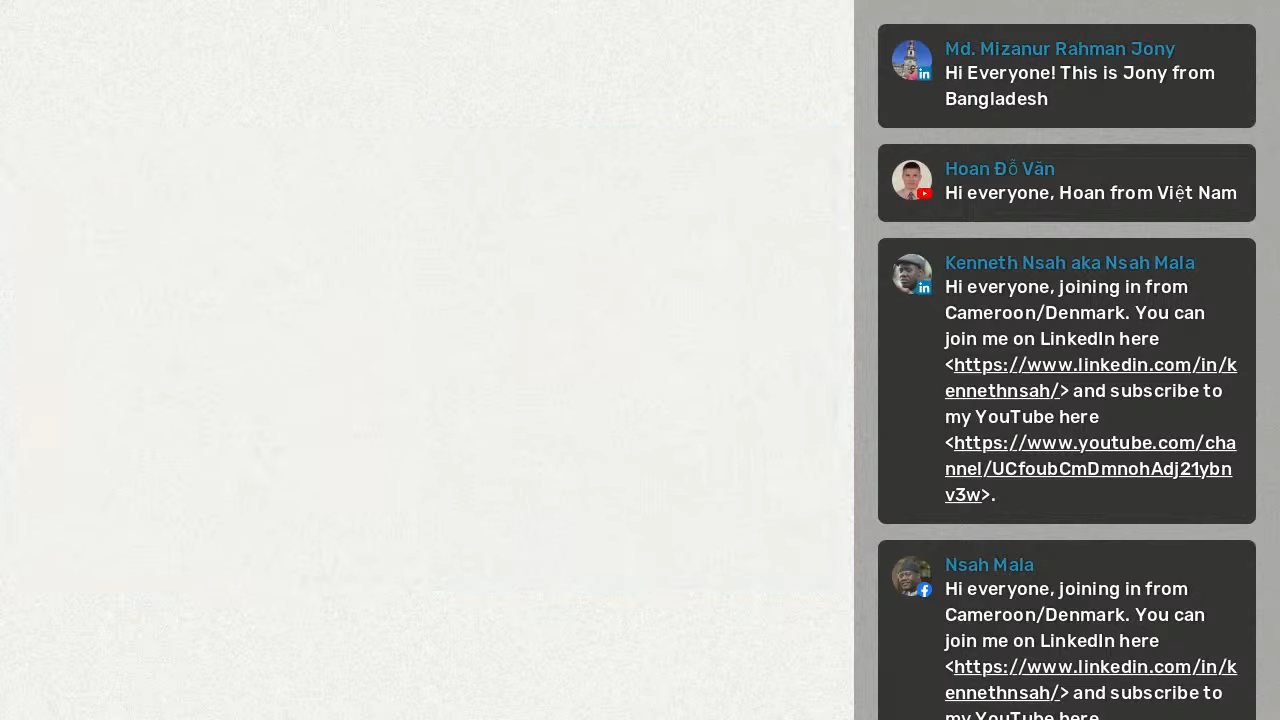 Md. Mizanur Rahman Jony
Hi Everyone! This is Jony from
Bangladesh
Hoan Đỗ Văn
Hi everyone, Hoan from Việt Nam
Kenneth Nsah aka Nsah Mala
Hi everyone, joining in from
Cameroon/Denmark. You can
join me on LinkedIn here
<https://www.linkedin.com/in/k
ennethnsah/> and subscribe to
my YouTube here
<https://www.youtube.com/cha
nnel/UCfoubCmDmnohAdj21ybn
v3w>.
Nsah Mala
Hi everyone, joining in from
Cameroon/Denmark. You can
join me on LinkedIn here
<https://www.linkedin.com/in/k
ennethnsah/> and subscribe to
my YouTube here